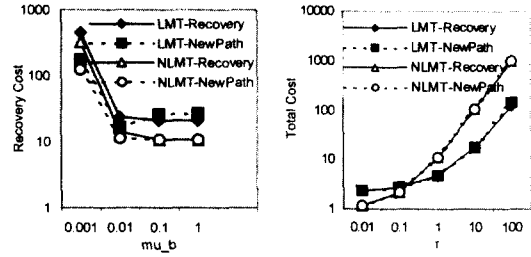 1000
100
10
1
Recovery Cost
0.001 0.01 0.1 1
mu_b
LMT-Recovery
LMT-NewPath
NLMT-Recovery
NLMT-NewPath
10000
1000
100
10
1
Total Cost
0.01 0.1 1 10 100
r
LMT-Recovery
LMT-NewPath
NLMT-Recovery
NLMT-NewPath